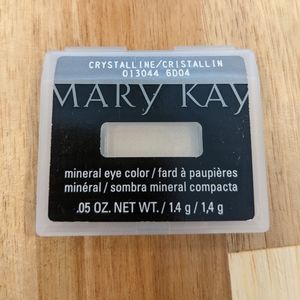 CRYSTALLINE/CRISTALLIN
013044 6D04
MARY KAY
mineral eye color / fard à paupières
minéral / sombra mineral compacta
.05 OZ. NET WT. / 1.4 g / 1,4 g